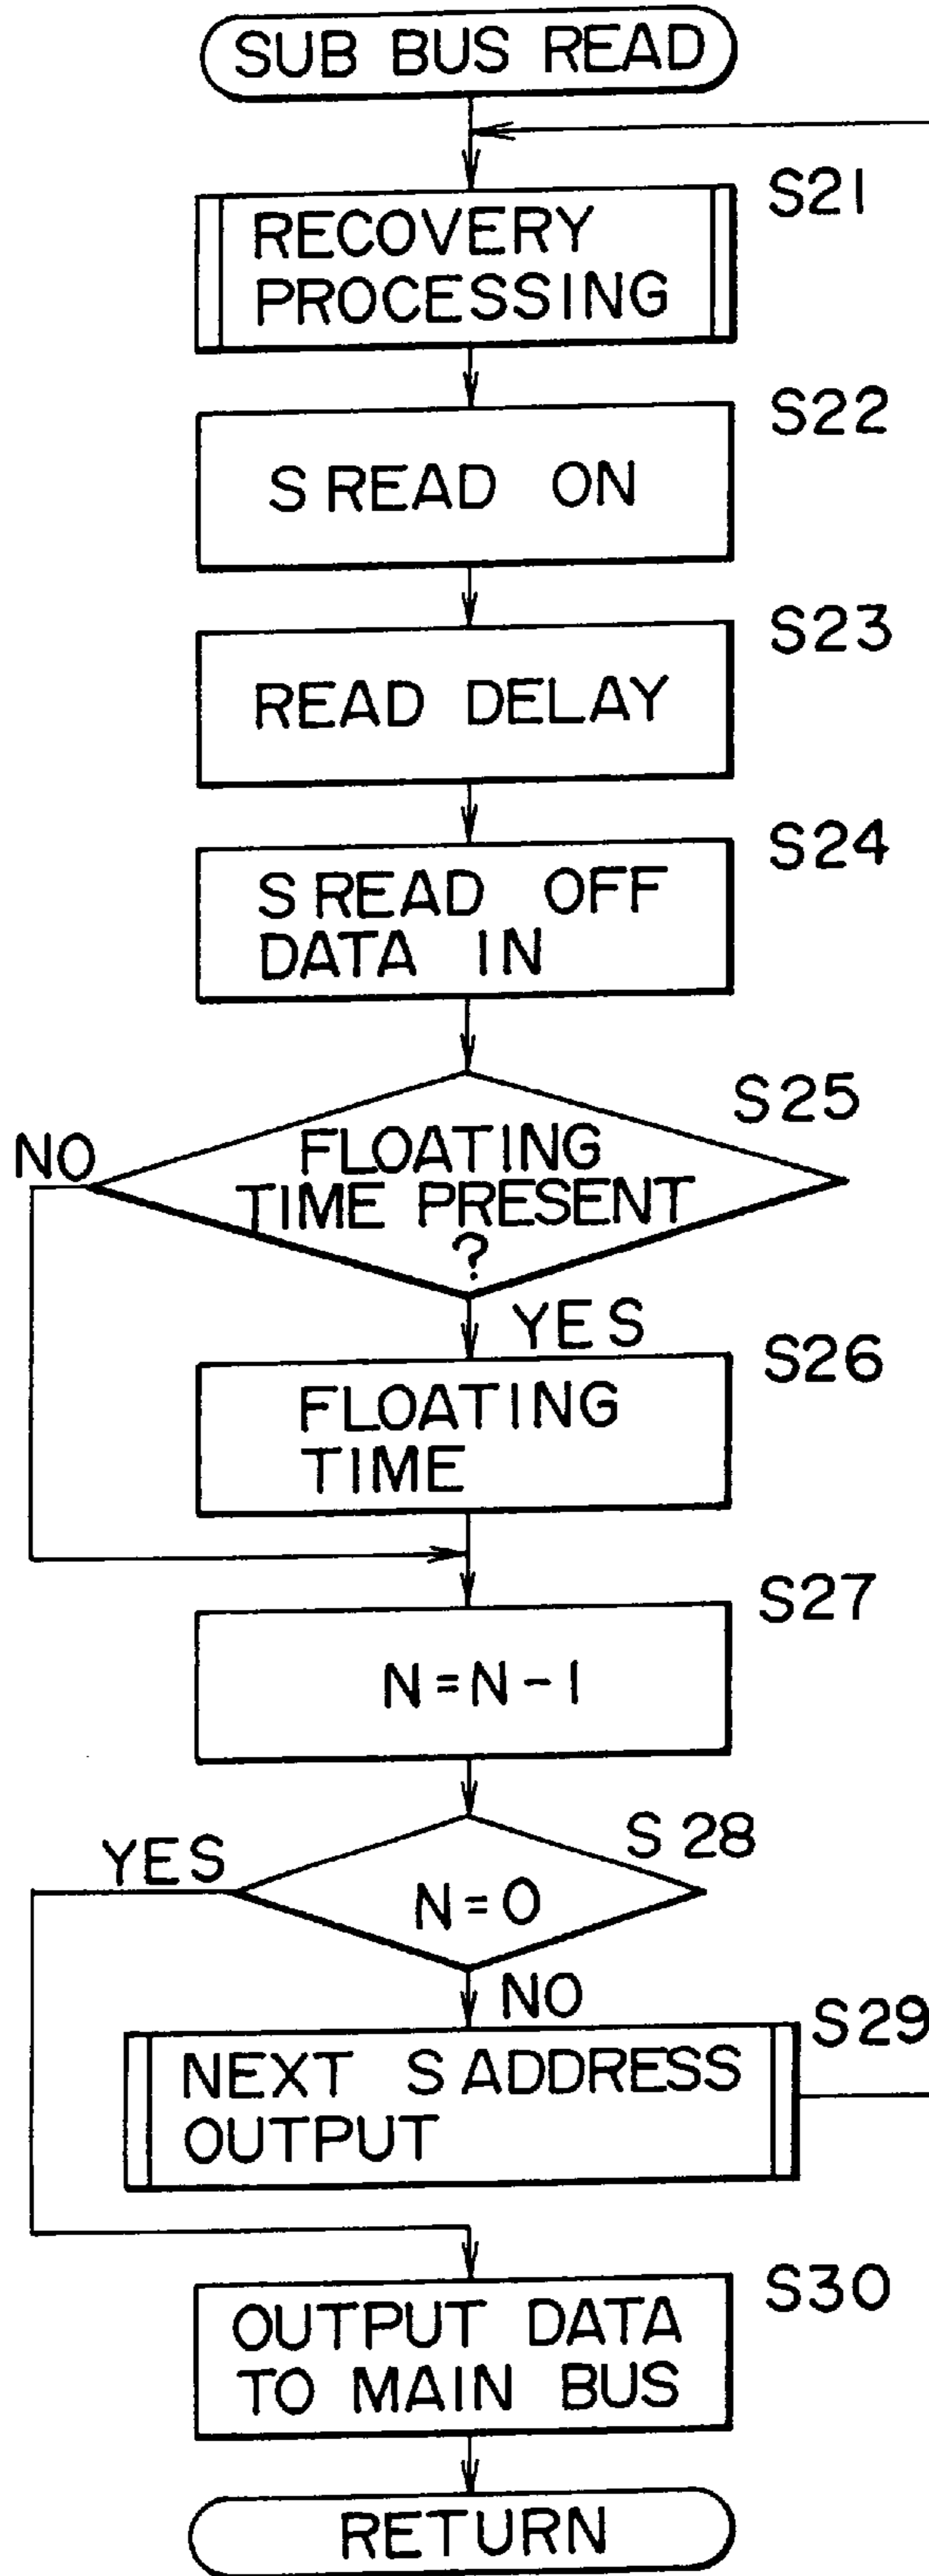 SUB BUS READ
S21
RECOVERY
PROCESSING
S22
S READ ON
S23
READ DELAY
S24
S READ OFF
DATA IN
S25
NO
FLOATING
TIME PRESENT
?
YES
S26
FLOATING
TIME
S27
N=N-1
S28
YES
N=0
NO
S29
NEXT S ADDRESS
OUTPUT
S30
OUTPUT DATA
TO MAIN BUS
RETURN